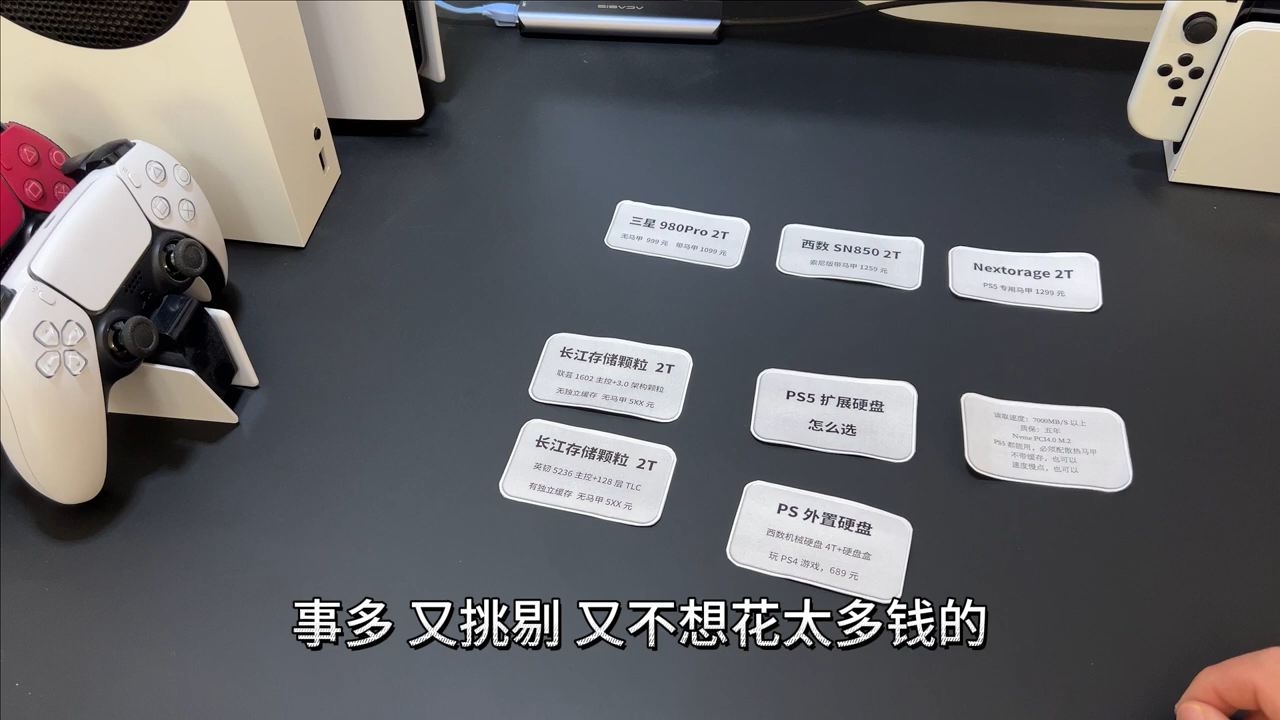 三星 980Pro 2T
无马甲 999 元 带马甲 1099 元
西数 SN850 2T
索尼版带马甲 1259 元
Nextorage 2T
PS5 专用马甲 1299 元
长江存储颗粒 2T
联芸 1602 主控+3.0 架构颗粒
无独立缓存 无马甲 5XX 元
PS5 扩展硬盘
怎么选
读取速度：7000MB/S 以上
质保：五年
Nvme PCI4.0 M.2
PS5 都能用，必须配散热马甲
不带缓存，也可以
速度慢点，也可以
长江存储颗粒 2T
英韧 5236 主控+128 层 TLC
有独立缓存 无马甲 5XX 元
PS 外置硬盘
西数机械硬盘 4T+硬盘盒
玩 PS4 游戏，689 元
事多 又挑剔 又不想花太多钱的